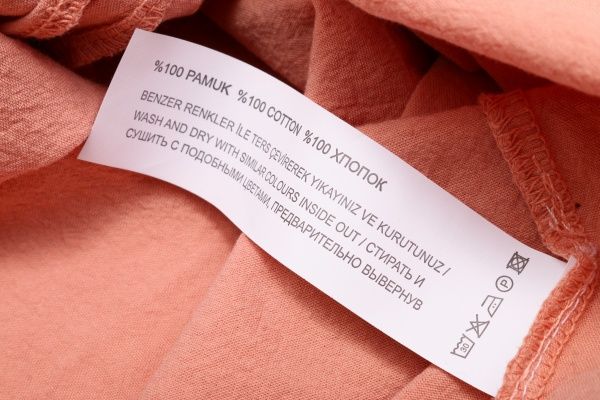 %100 PAMUK %100 COTTON %100 ХЛОПОК
BENZER RENKLER İLE TERS ÇEVİREREK YIKAYINIZ VE KURUTUNUZ /
WASH AND DRY WITH SIMILAR COLOURS INSIDE OUT / СТИРАТЬ И
СУШИТЬ С ПОДОБНЫМИ ЦВЕТАМИ, ПРЕДВАРИТЕЛЬНО ВЫВЕРНУВ
30
P